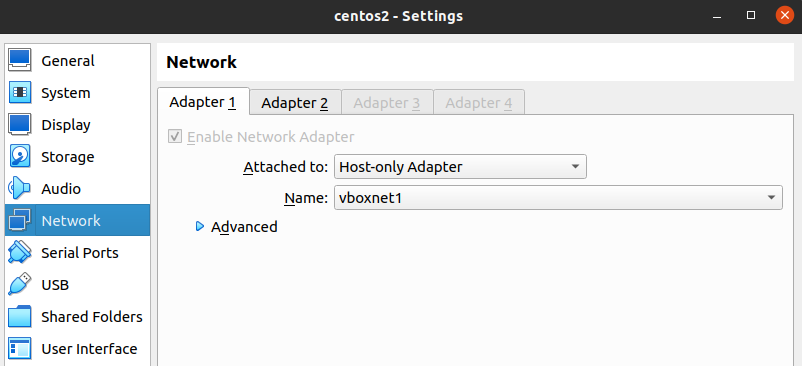 centos2 - Settings
General
System
Display
Storage
Audio
Network
Serial Ports
USB
Shared Folders
User Interface
Network
Adapter 1 Adapter 2 Adapter 3 Adapter 4
Enable Network Adapter
Attached to: Host-only Adapter
Name: vboxnet1
Advanced